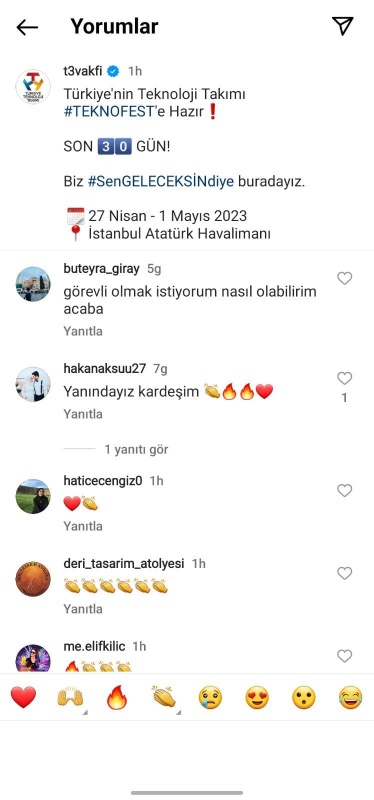 Yorumlar
t3vakfi 1h
Türkiye'nin Teknoloji Takımı
#TEKNOFEST'e Hazır❗
SON 3️⃣0️⃣ GÜN!
Biz #SenGELECEKSİNdiye buradayız.
📅 27 Nisan - 1 Mayıs 2023
📍 İstanbul Atatürk Havalimanı
buteyra_giray 5g
görevli olmak istiyorum nasıl olabilirim
acaba
Yanıtla
hakanaksuu27 7g
Yanındayız kardeşim 👏🔥🔥❤️
1
Yanıtla
1 yanıtı gör
haticecengiz0 1h
❤️👏
Yanıtla
deri_tasarim_atolyesi 1h
👏👏👏👏👏👏
Yanıtla
me.elifkilic 1h
🔥👏👏👏
❤️🙌🔥👏😢😍😮😂